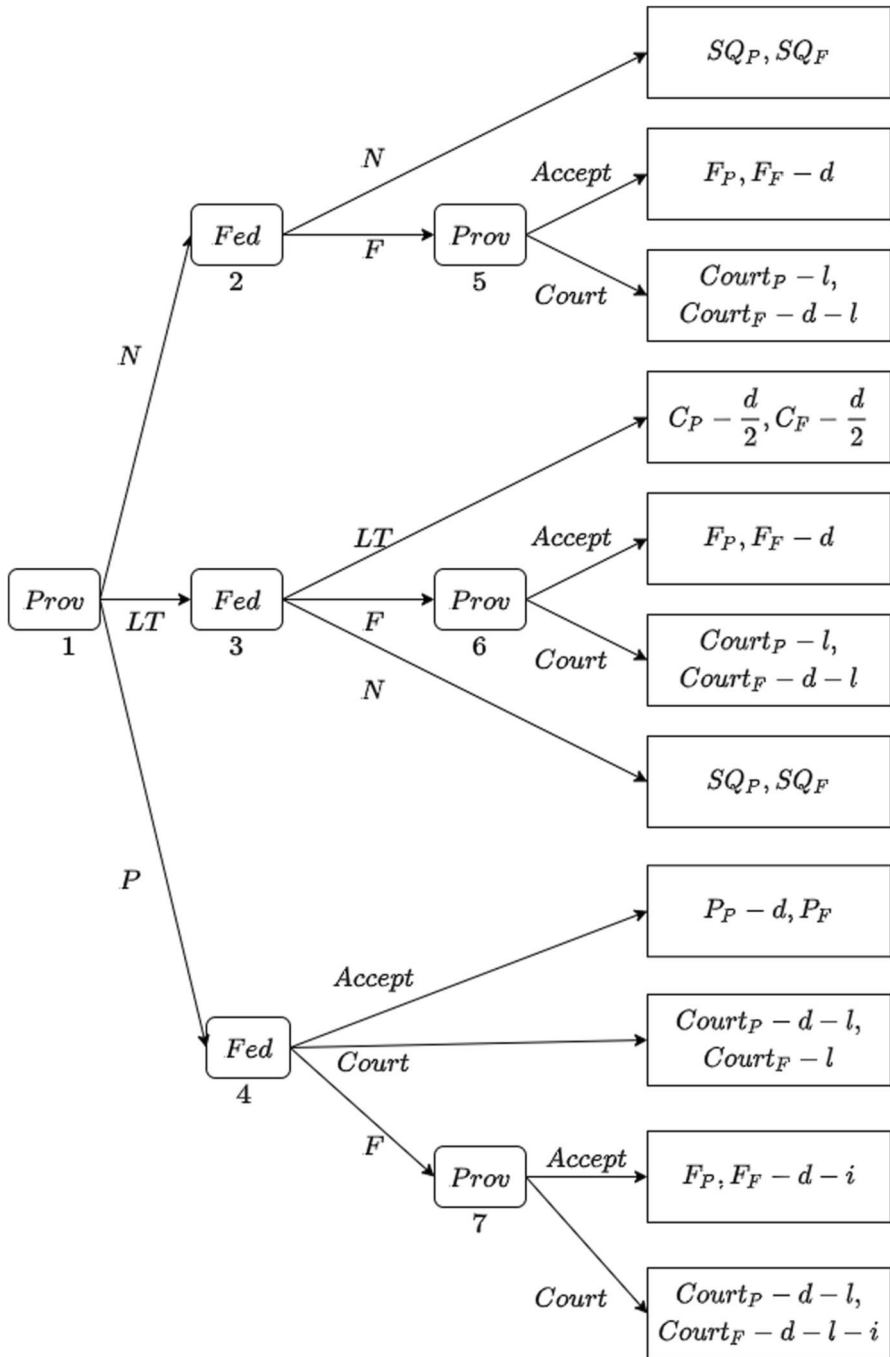 SQ_P, SQ_F
N
Accept
F_P, F_F − d
Fed
F
Prov
2
5
Court
Court_P − l,
Court_F − d − l
N
C_P − d/2, C_F − d/2
LT
Accept
F_P, F_F − d
Prov
LT
Fed
F
Prov
1
3
6
Court
Court_P − l,
Court_F − d − l
N
SQ_P, SQ_F
P
P_P − d, P_F
Accept
Fed
Court
4
Court_P − d − l,
Court_F − l
F
Prov
Accept
F_P, F_F − d − i
7
Court
Court_P − d − l,
Court_F − d − l − i